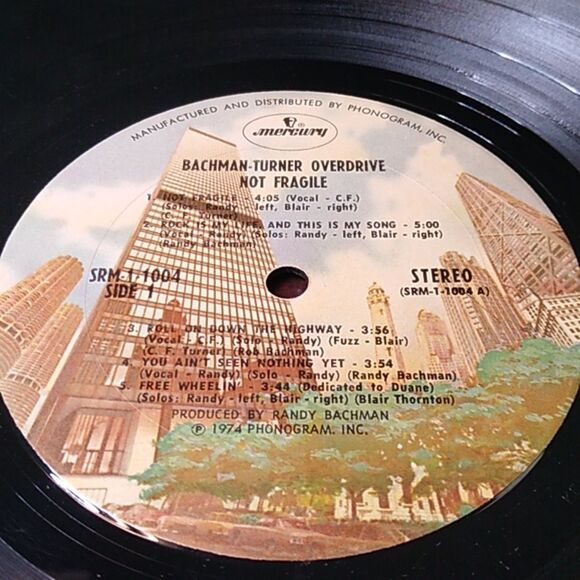 MANUFACTURED AND DISTRIBUTED BY PHONOGRAM, INC.
mercury
BACHMAN-TURNER OVERDRIVE
NOT FRAGILE
1. NOT FRAGILE - 4:05 (Vocal - C.F.)
(Solos: Randy - left, Blair - right)
(C. F. Turner)
2. ROCK IS MY LIFE, AND THIS IS MY SONG - 5:00
(Vocal - Randy) (Solos: Randy - left, Blair - right)
(Randy Bachman)
SRM-1-1004
SIDE 1
STEREO
(SRM-1-1004 A)
3. ROLL ON DOWN THE HIGHWAY - 3:56
(Vocal - C.F.) (Solo - Randy) (Fuzz - Blair)
(C. F. Turner) (Rob Bachman)
4. YOU AIN'T SEEN NOTHING YET - 3:54
(Vocal - Randy) (Solo - Randy) (Randy Bachman)
5. FREE WHEELIN' - 3:44 (Dedicated to Duane)
(Solos: Randy - left, Blair - right) (Blair Thornton)
PRODUCED BY RANDY BACHMAN
℗ 1974 PHONOGRAM, INC.